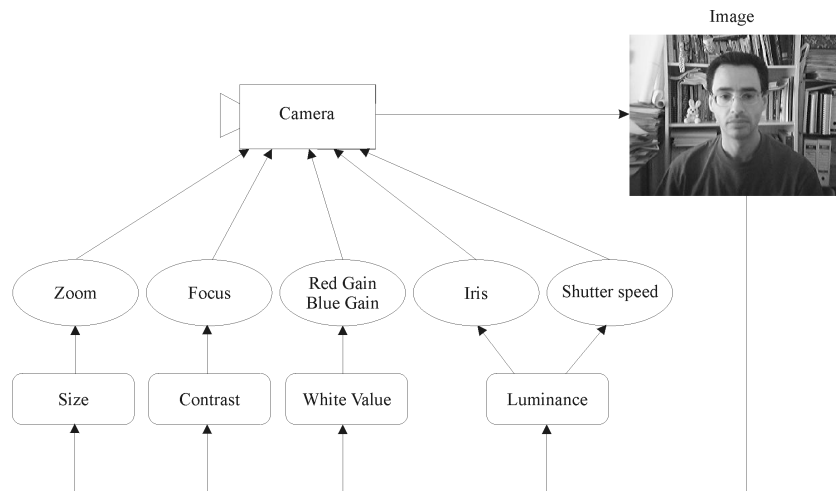 Image
Camera
Zoom
Focus
Red Gain
Blue Gain
Iris
Shutter speed
Size
Contrast
White Value
Luminance